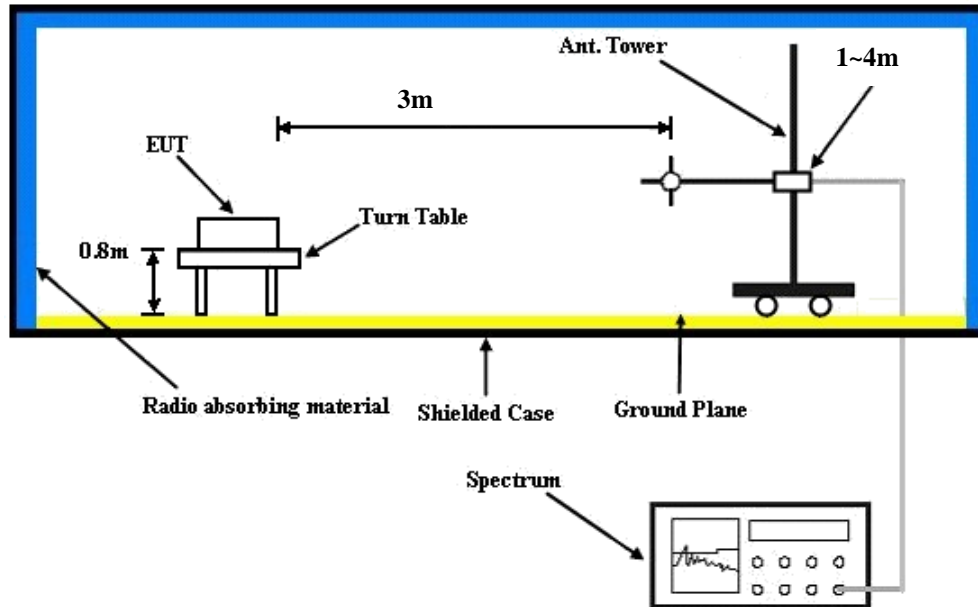 Ant. Tower
1~4m
3m
EUT
Turn Table
0.8m
Radio absorbing material
Shielded Case
Ground Plane
Spectrum